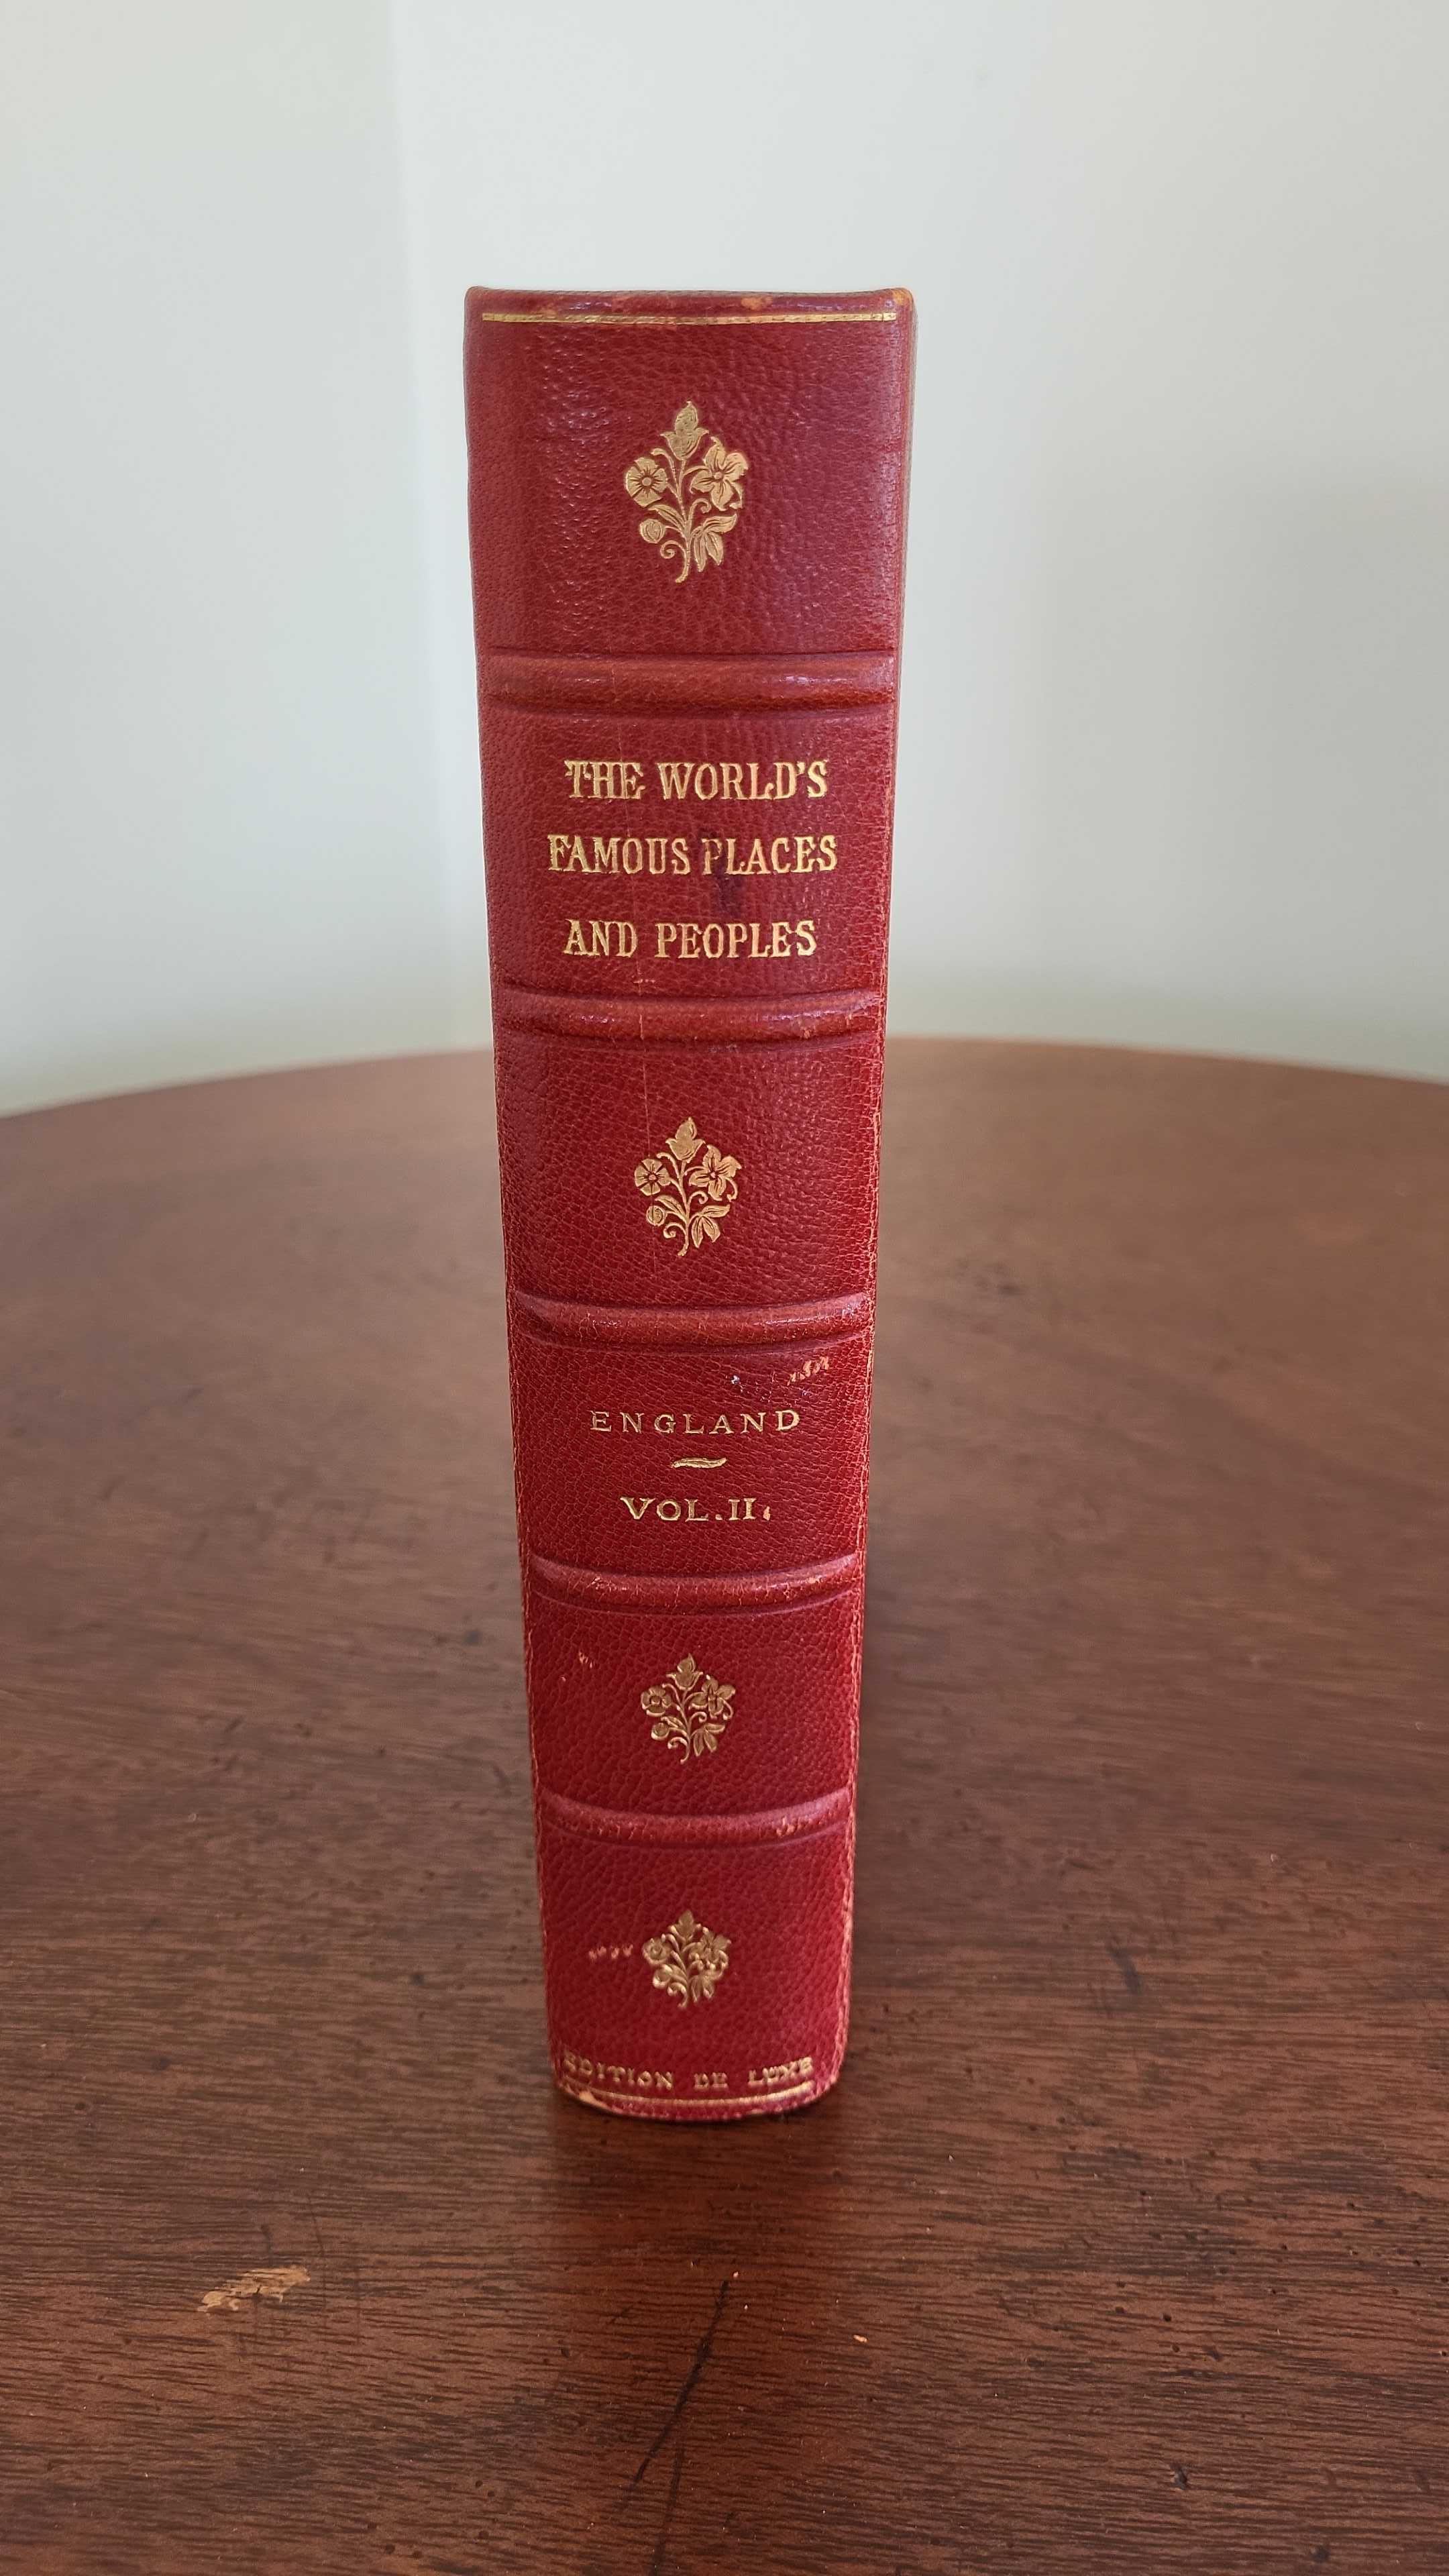 THE WORLD'S
FAMOUS PLACES
AND PEOPLES
ENGLAND
VOL. II.
EDITION DE LUXE